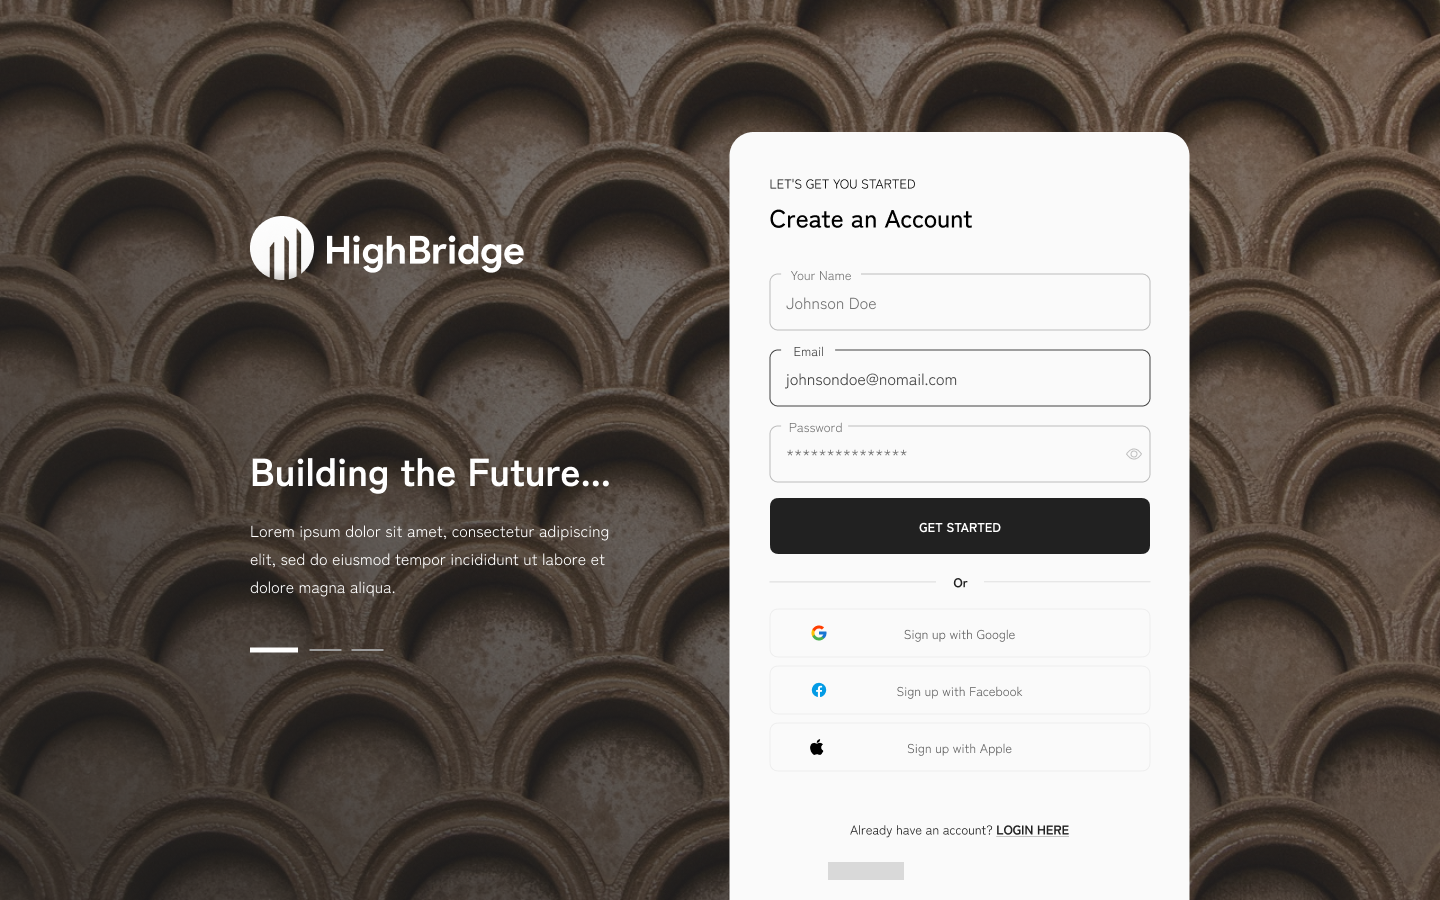 HighBridge
Building the Future...
Lorem ipsum dolor sit amet, consectetur adipiscing
elit, sed do eiusmod tempor incididunt ut labore et
dolore magna aliqua.
LET'S GET YOU STARTED
Create an Account
Your Name
Johnson Doe
Email
johnsondoe@nomail.com
Password
***************
GET STARTED
Or
Sign up with Google
Sign up with Facebook
Sign up with Apple
Already have an account? LOGIN HERE